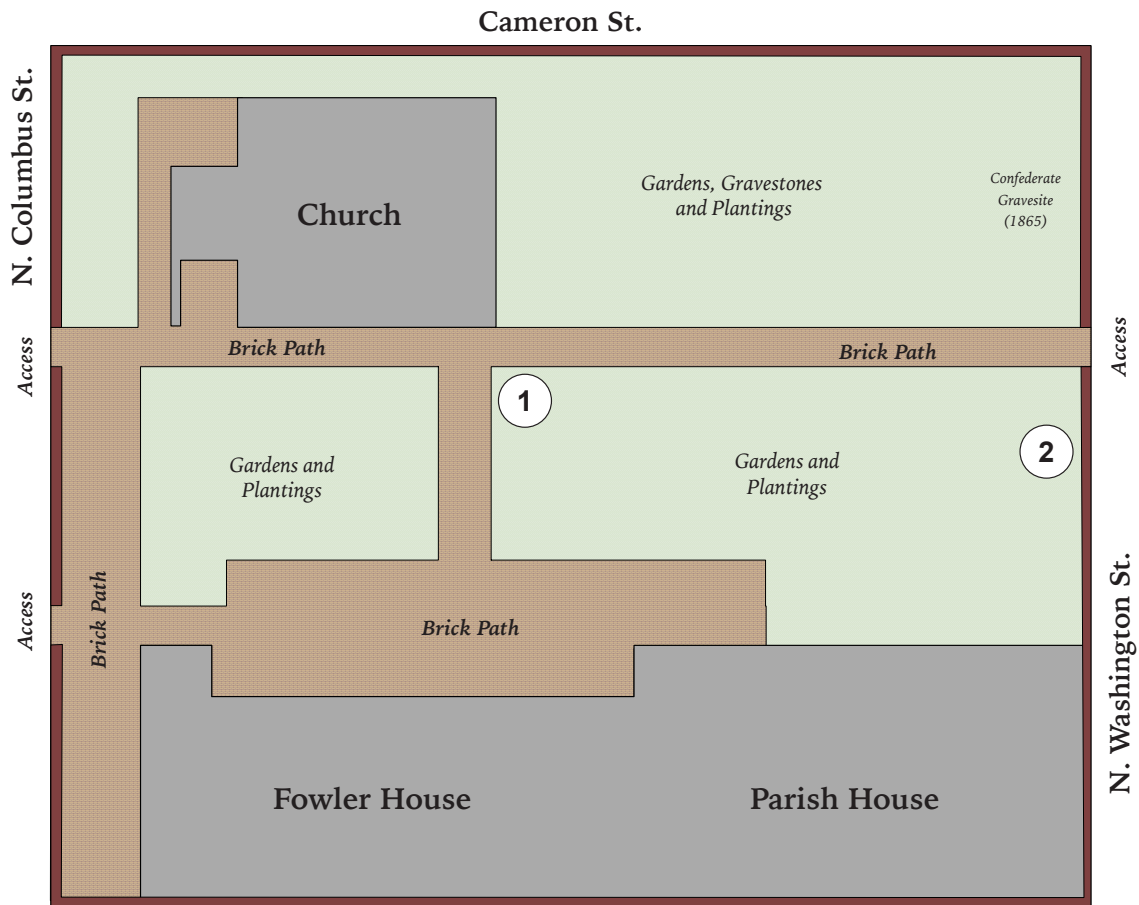 Cameron St.
N. Columbus St.
Church
Gardens, Gravestones
and Plantings
Confederate
Gravesite
(1865)
Access
Brick Path
Brick Path
Access
1
2
Gardens and
Plantings
Gardens and
Plantings
Access
Brick Path
Brick Path
N. Washington St.
Fowler House
Parish House